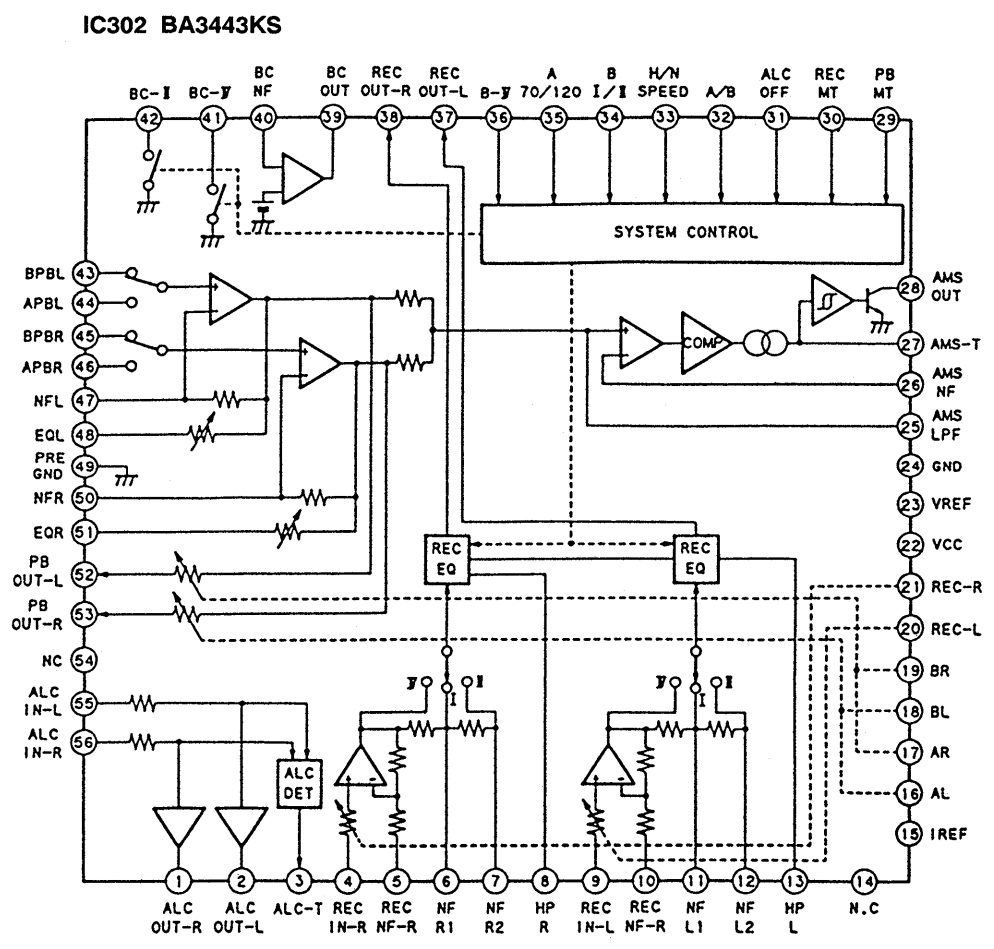 IC302 BA3443KS
BC-I
BC-IV
BC NF
BC OUT
REC OUT-R
REC OUT-L
B-IV
A 70/120
B I/II
H/N SPEED
A/B
ALC OFF
REC MT
PB MT
42
41
40
39
38
37
36
35
34
33
32
31
30
29
SYSTEM CONTROL
BPBL 43
APBL 44
BPBR 45
APBR 46
NFL 47
EQL 48
PRE GND 49
NFR 50
EQR 51
PB OUT-L 52
PB OUT-R 53
NC 54
ALC IN-L 55
ALC IN-R 56
+
-
+
-
+
-
COMP
28 AMS OUT
27 AMS-T
26 AMS NF
25 AMS LPF
24 GND
23 VREF
22 VCC
21 REC-R
20 REC-L
19 BR
18 BL
17 AR
16 AL
15 IREF
REC EQ
REC EQ
IV
I
II
IV
I
II
ALC DET
+
-
+
-
1
2
3
4
5
6
7
8
9
10
11
12
13
14
ALC OUT-R
ALC OUT-L
ALC-T
REC IN-R
REC NF-R
NF R1
NF R2
HP R
REC IN-L
REC NF-R
NF L1
NF L2
HP L
N.C